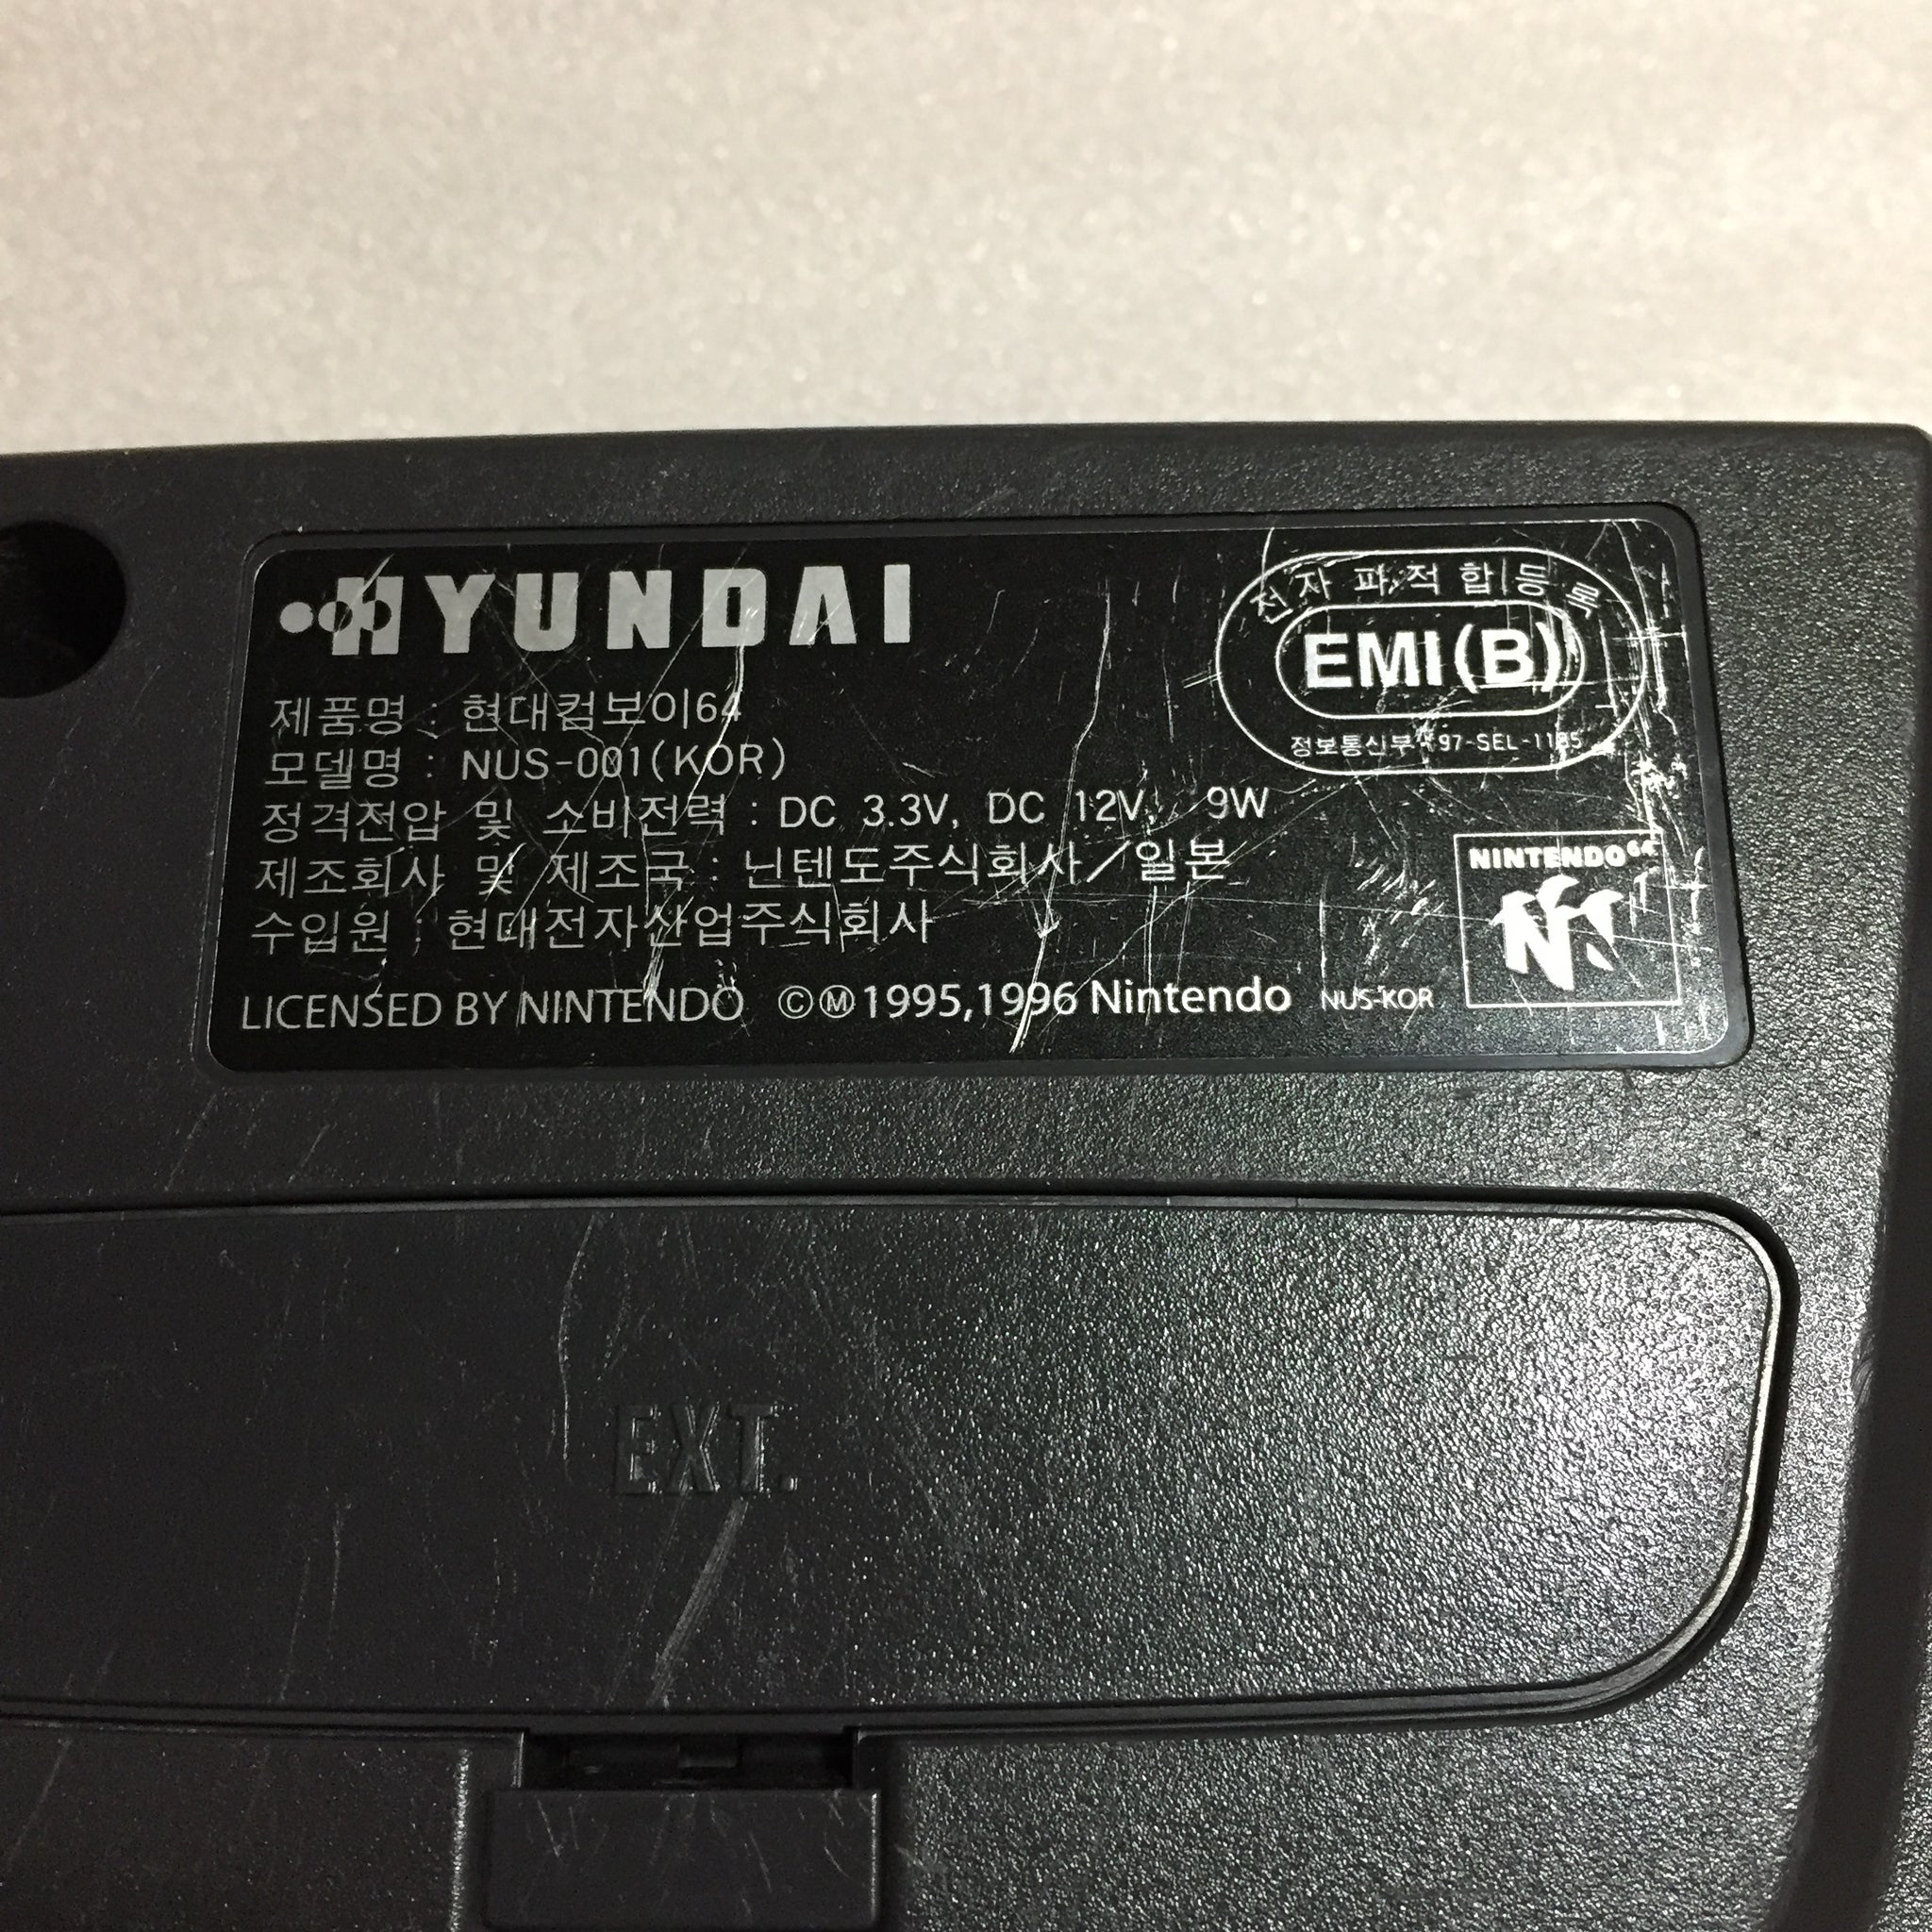 HYUNDAI
전자파적합등록
EMI(B)
정보통신부 97-SEL-1185
제품명 : 현대컴보이64
모델명 : NUS-001(KOR)
정격전압 및 소비전력 : DC 3.3V, DC 12V, 9W
제조회사 및 제조국 : 닌텐도주식회사/일본
수입원 : 현대전자산업주식회사
LICENSED BY NINTENDO ©Ⓜ1995,1996 Nintendo NUS-KOR
NINTENDO64
N
EXT.